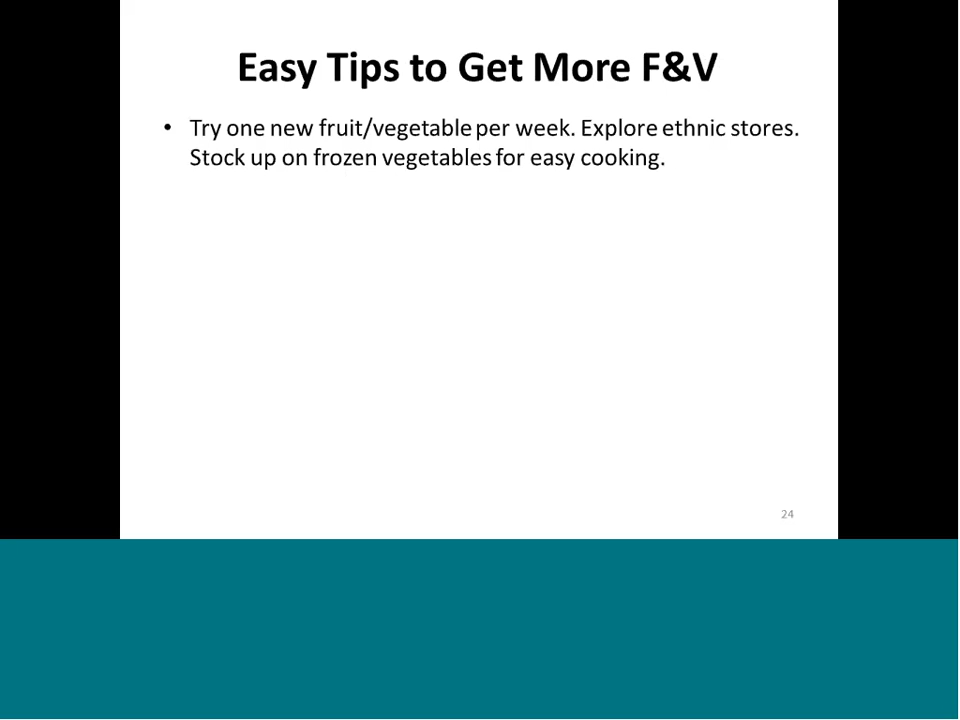 Easy Tips to Get More F&V
• Try one new fruit/vegetable per week. Explore ethnic stores.
Stock up on frozen vegetables for easy cooking.
24